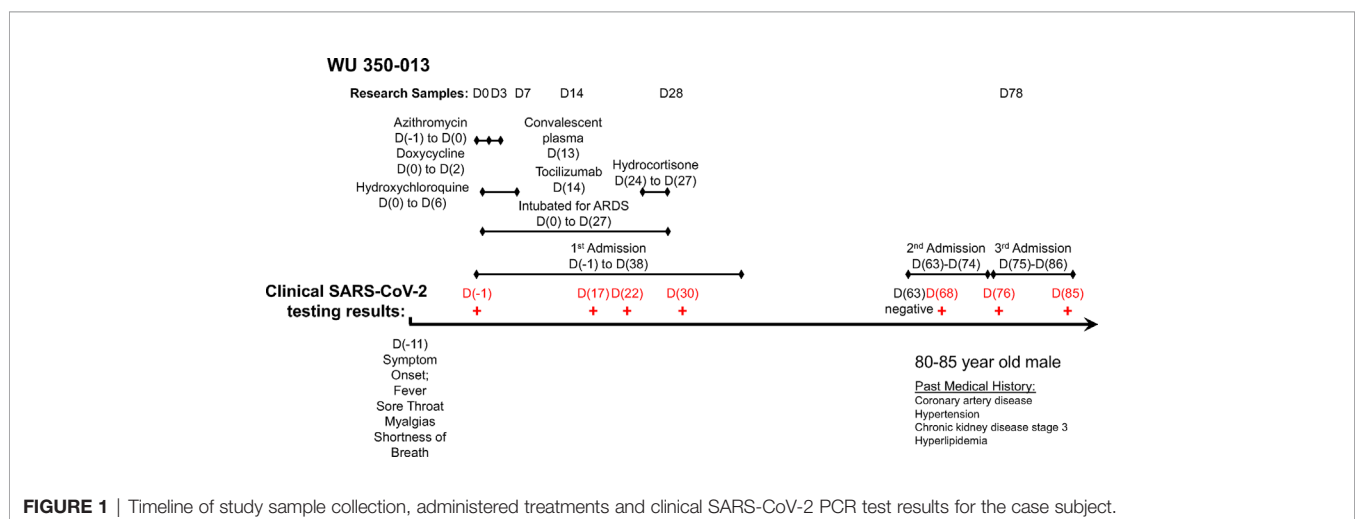 WU 350-013
Research Samples: D0 D3 D7 D14 D28 D78
Azithromycin
D(-1) to D(0)
Doxycycline
D(0) to D(2)
Hydroxychloroquine
D(0) to D(6)
Convalescent
plasma
D(13)
Tocilizumab
D(14)
Hydrocortisone
D(24) to D(27)
Intubated for ARDS
D(0) to D(27)
1st Admission
D(-1) to D(38)
2nd Admission
D(63)-D(74)
3rd Admission
D(75)-D(86)
Clinical SARS-CoV-2
testing results:
D(-1) D(17) D(22) D(30) D(63) D(68) D(76) D(85)
+ + + + negative + + +
D(-11)
Symptom
Onset;
Fever
Sore Throat
Myalgias
Shortness of
Breath
80-85 year old male
Past Medical History:
Coronary artery disease
Hypertension
Chronic kidney disease stage 3
Hyperlipidemia
FIGURE 1 | Timeline of study sample collection, administered treatments and clinical SARS-CoV-2 PCR test results for the case subject.